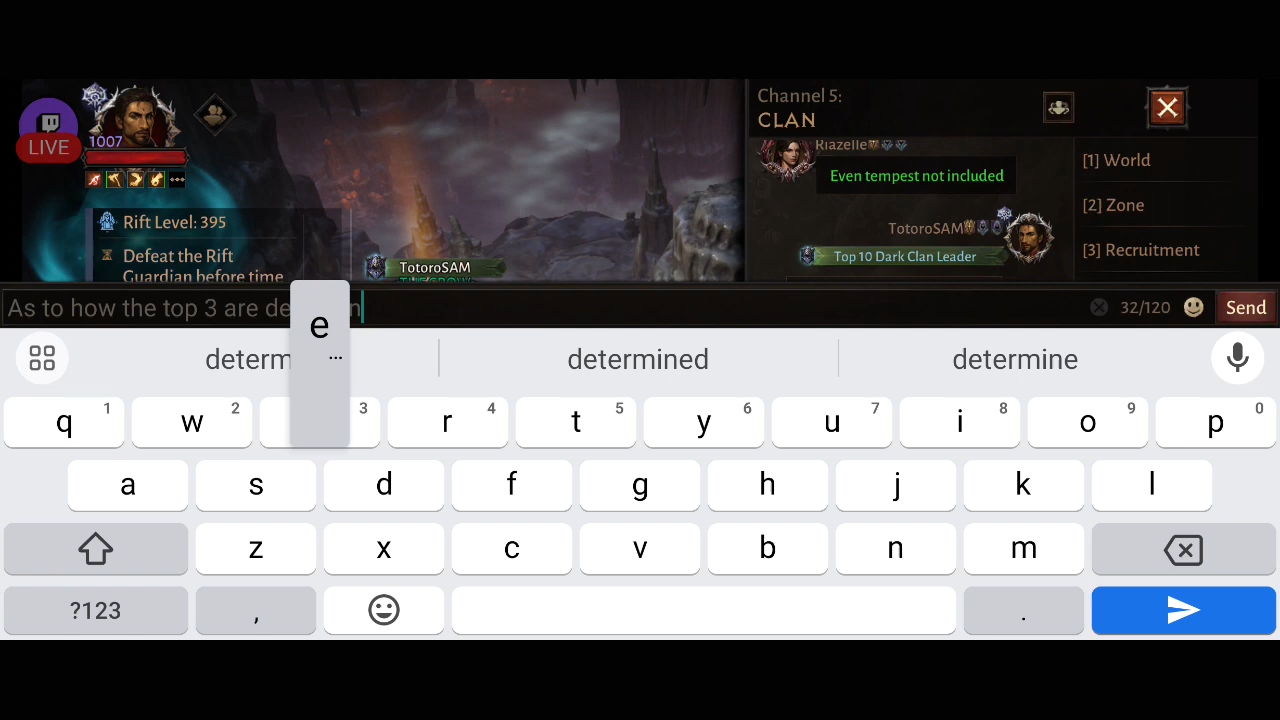 LIVE
1007
Rift Level: 395
Defeat the Rift
Guardian before time
TotoroSAM
Channel 5:
CLAN
Riazelle
Even tempest not included
TotoroSAM
Top 10 Dark Clan Leader
[1] World
[2] Zone
[3] Recruitment
As to how the top 3 are de
n
32/120
Send
e
...
determ
determined
determine
q 1 w 2 3 r 4 t 5 y 6 u 7 i 8 o 9 p 0
a s d f g h j k l
z x c v b n m
?123 , .